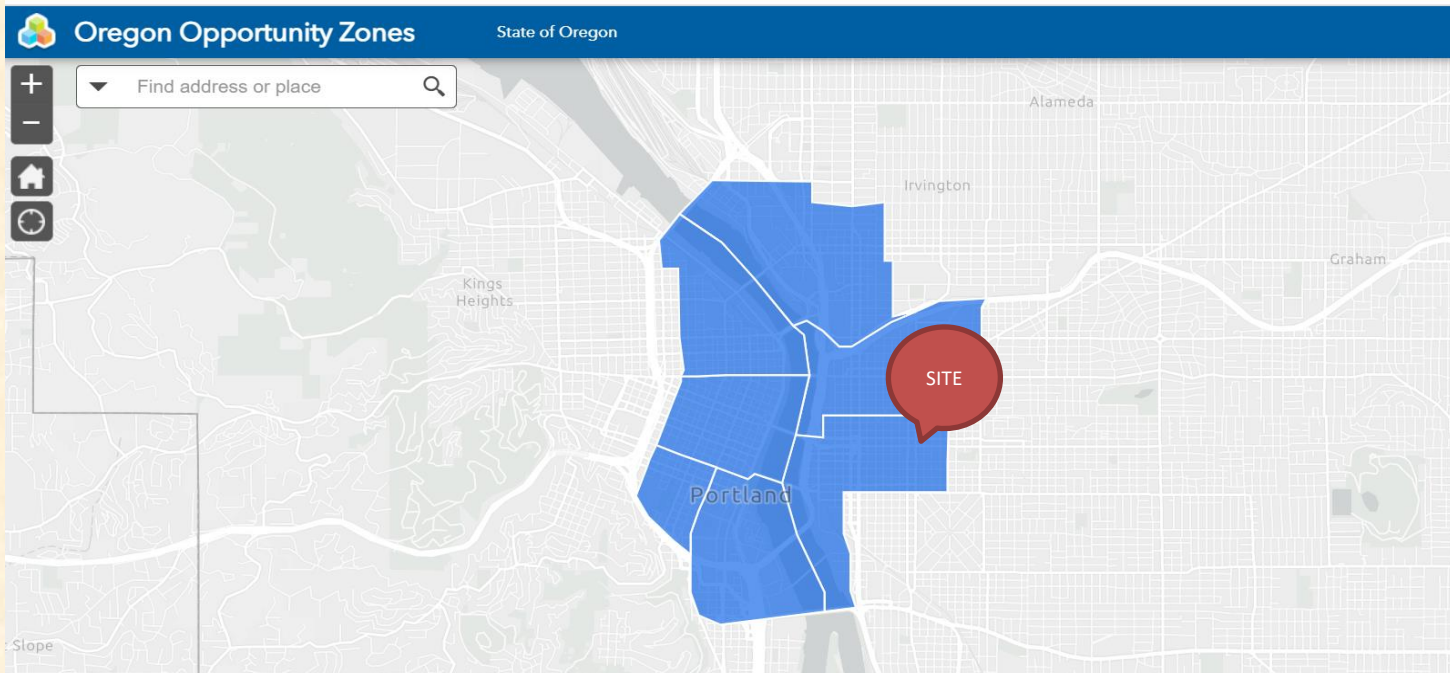 Oregon Opportunity Zones
State of Oregon
+
Find address or place
−
Alameda
Irvington
Graham
Kings
Heights
SITE
Portland
Slope